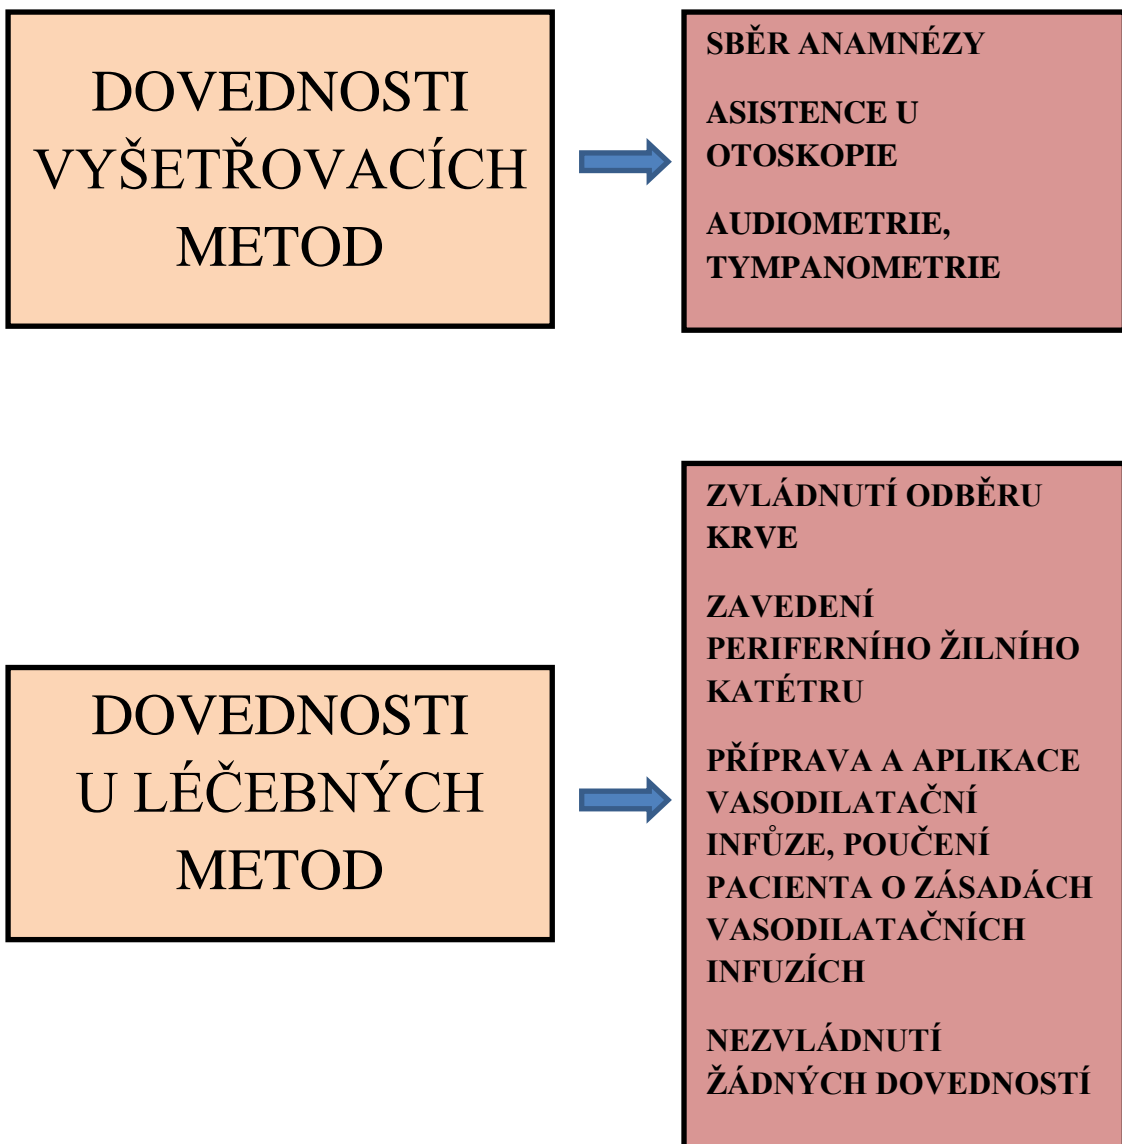 DOVEDNOSTI
VYŠETŘOVACÍCH
METOD
SBĚR ANAMNÉZY
ASISTENCE U
OTOSKOPIE
AUDIOMETRIE,
TYMPANOMETRIE
DOVEDNOSTI
U LÉČEBNÝCH
METOD
ZVLÁDNUTÍ ODBĚRU
KRVE
ZAVEDENÍ
PERIFERNÍHO ŽILNÍHO
KATÉTRU
PŘÍPRAVA A APLIKACE
VASODILATAČNÍ
INFŮZE, POUČENÍ
PACIENTA O ZÁSADÁCH
VASODILATAČNÍCH
INFUZÍCH
NEZVLÁDNUTÍ
ŽÁDNÝCH DOVEDNOSTÍ